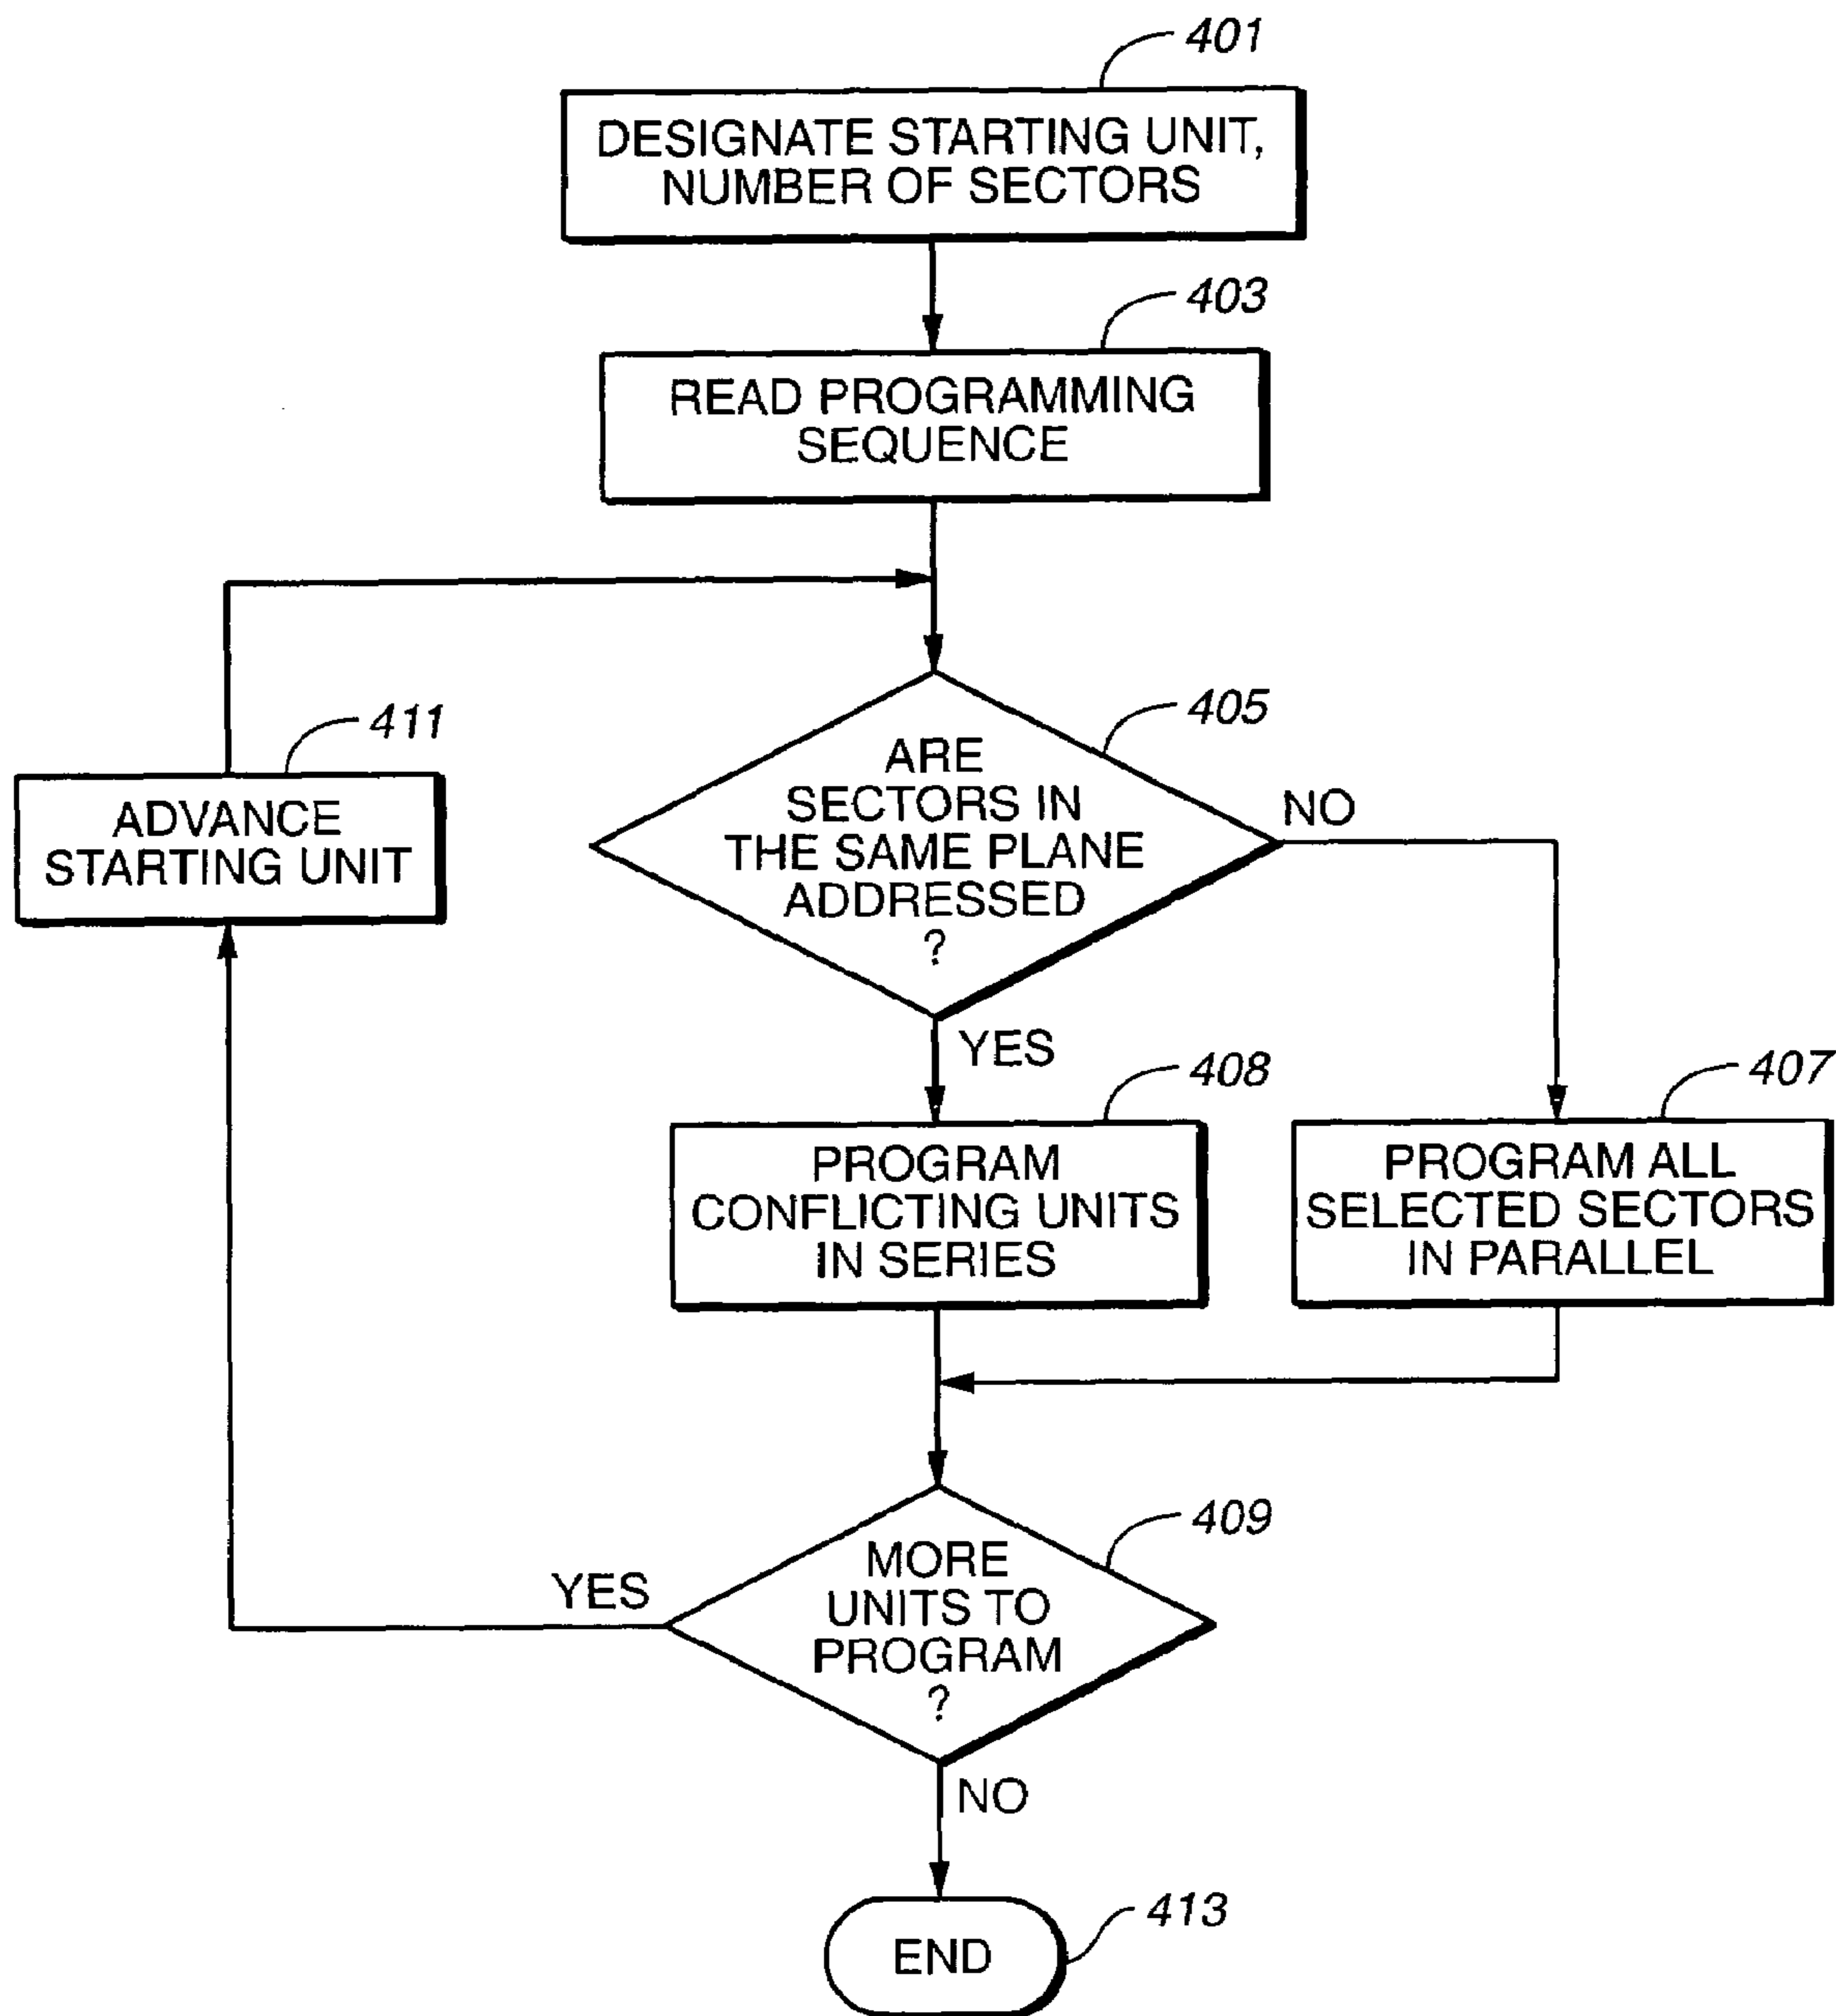 401
DESIGNATE STARTING UNIT,
NUMBER OF SECTORS
403
READ PROGRAMMING
SEQUENCE
405
ARE
SECTORS IN
THE SAME PLANE
ADDRESSED
?
NO
411
ADVANCE
STARTING UNIT
YES
408
PROGRAM
CONFLICTING UNITS
IN SERIES
407
PROGRAM ALL
SELECTED SECTORS
IN PARALLEL
409
MORE
UNITS TO
PROGRAM
?
YES
NO
413
END